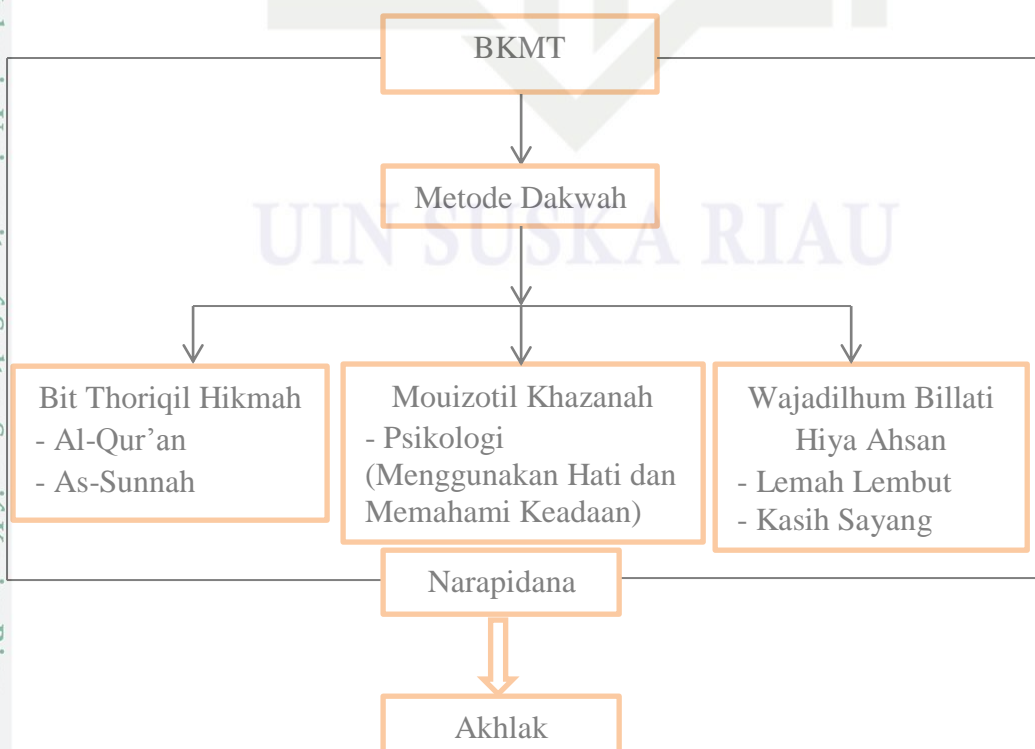 BKMT
Metode Dakwah
UIN SUSKA RIAU
Bit Thoriqil Hikmah
- Al-Qur’an
- As-Sunnah
Mouizotil Khazanah
- Psikologi
(Menggunakan Hati dan
Memahami Keadaan)
Wajadilhum Billati
Hiya Ahsan
- Lemah Lembut
- Kasih Sayang
Narapidana
Akhlak